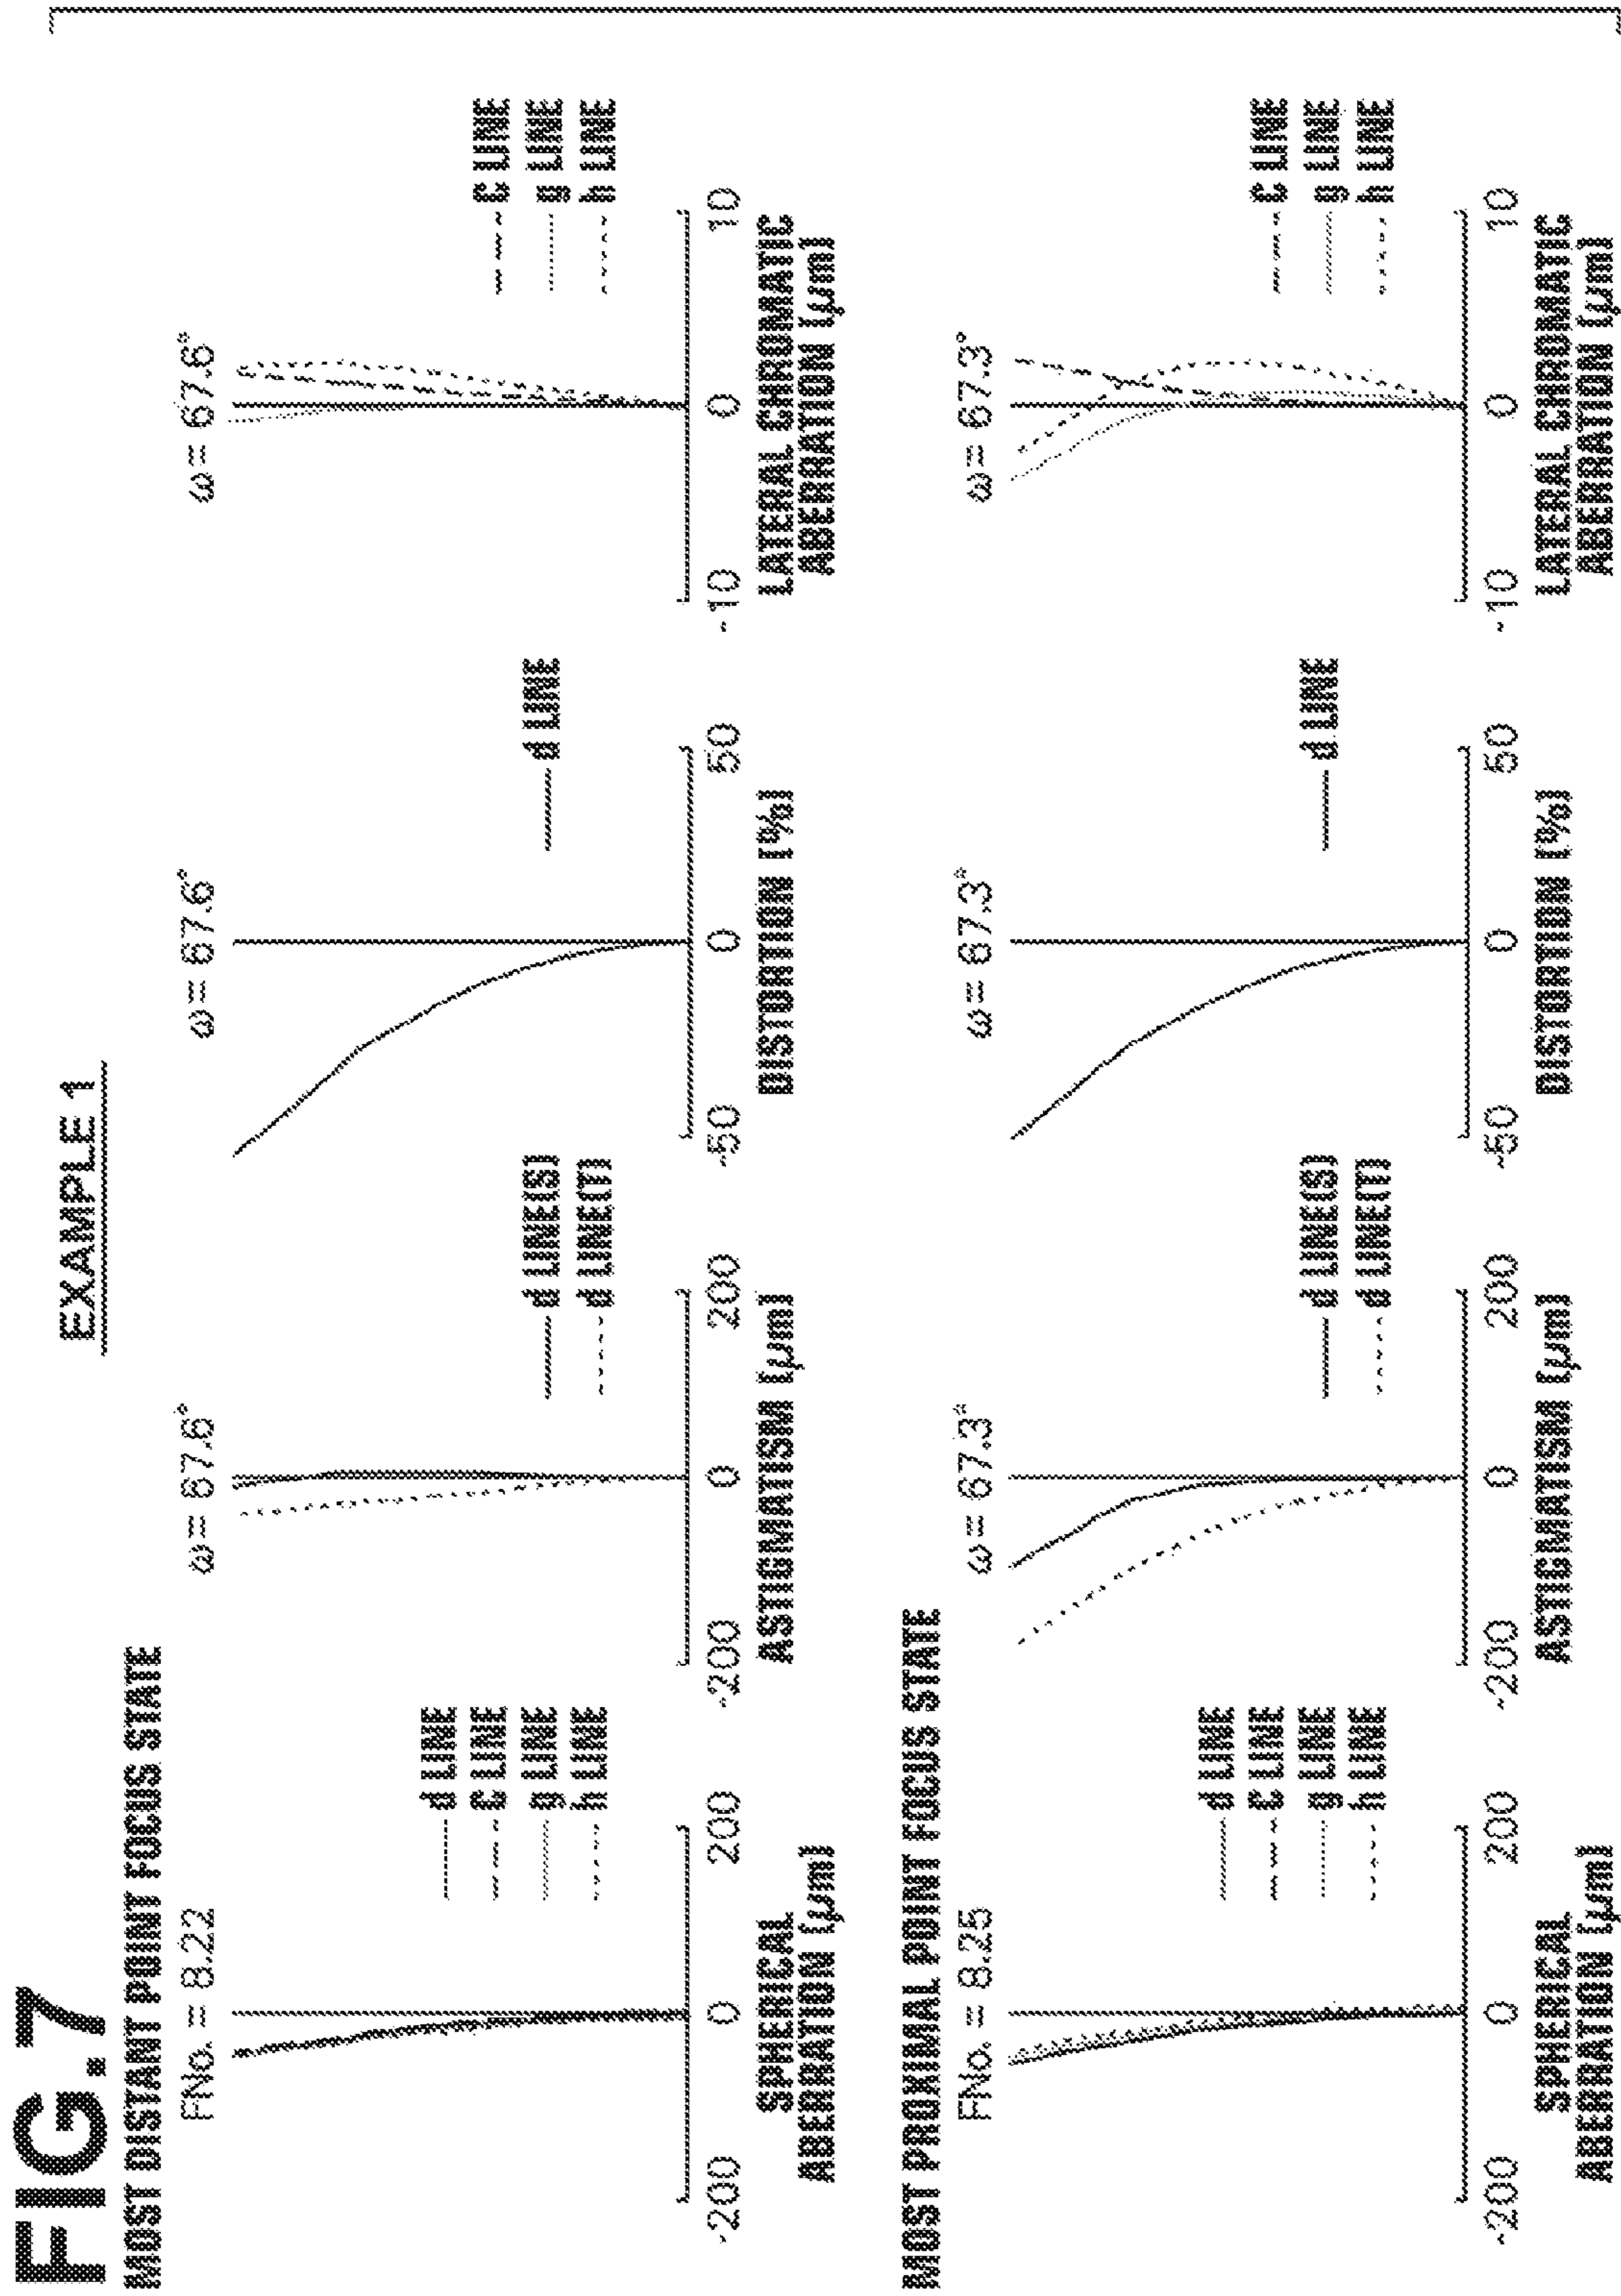 FIG.7
EXAMPLE 1
MOST DISTANT POINT FOCUS STATE
FNo. = 8.22
d LINE
C LINE
g LINE
h LINE
-200
0
200
SPHERICAL
ABERRATION [μm]
ω= 67.6°
d LINE(S)
d LINE(T)
-200
0
200
ASTIGMATISM [μm]
ω= 67.6°
d LINE
-50
0
50
DISTORTION [%]
ω= 67.6°
C LINE
g LINE
h LINE
-10
0
10
LATERAL CHROMATIC
ABERRATION [μm]
MOST PROXIMAL POINT FOCUS STATE
FNo. = 8.25
d LINE
C LINE
g LINE
h LINE
-200
0
200
SPHERICAL
ABERRATION [μm]
ω= 67.3°
d LINE(S)
d LINE(T)
-200
0
200
ASTIGMATISM [μm]
ω= 67.3°
d LINE
-50
0
50
DISTORTION [%]
ω= 67.3°
C LINE
g LINE
h LINE
-10
0
10
LATERAL CHROMATIC
ABERRATION [μm]